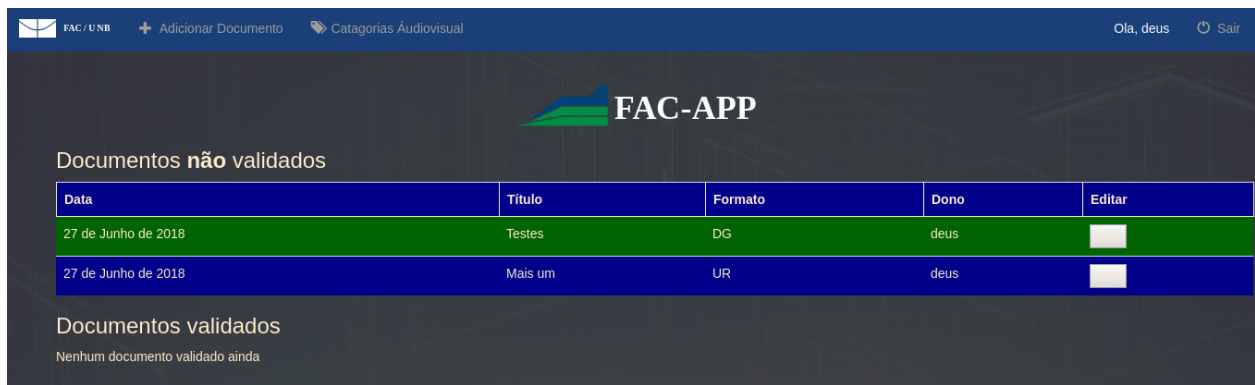 FAC / U NB Adicionar Documento Catagorias Áudiovisual Ola, deus Sair
FAC-APP
Documentos não validados
Data Título Formato Dono Editar
27 de Junho de 2018 Testes DG deus
27 de Junho de 2018 Mais um UR deus
Documentos validados
Nenhum documento validado ainda